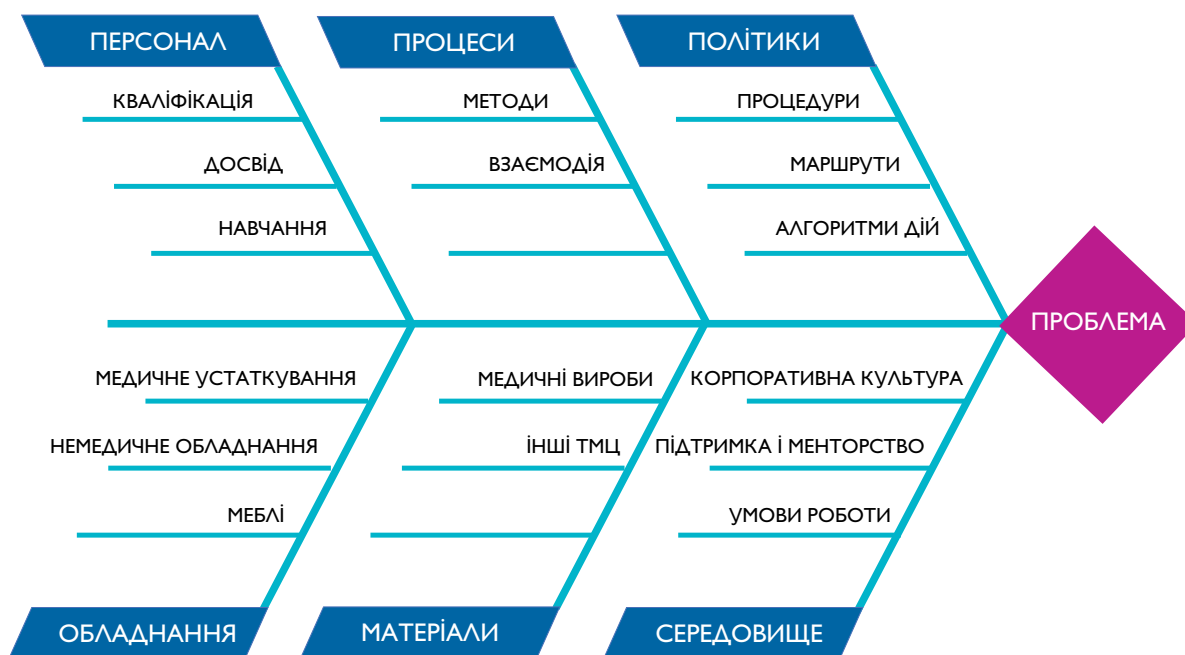 ПЕРСОНАЛ
ПРОЦЕСИ
ПОЛІТИКИ
КВАЛІФІКАЦІЯ
МЕТОДИ
ПРОЦЕДУРИ
ДОСВІД
ВЗАЄМОДІЯ
МАРШРУТИ
НАВЧАННЯ
АЛГОРИТМИ ДІЙ
ПРОБЛЕМА
МЕДИЧНЕ УСТАТКУВАННЯ
МЕДИЧНІ ВИРОБИ
КОРПОРАТИВНА КУЛЬТУРА
НЕМЕДИЧНЕ ОБЛАДНАННЯ
ІНШІ ТМЦ
ПІДТРИМКА І МЕНТОРСТВО
МЕБЛІ
УМОВИ РОБОТИ
ОБЛАДНАННЯ
МАТЕРІАЛИ
СЕРЕДОВИЩЕ